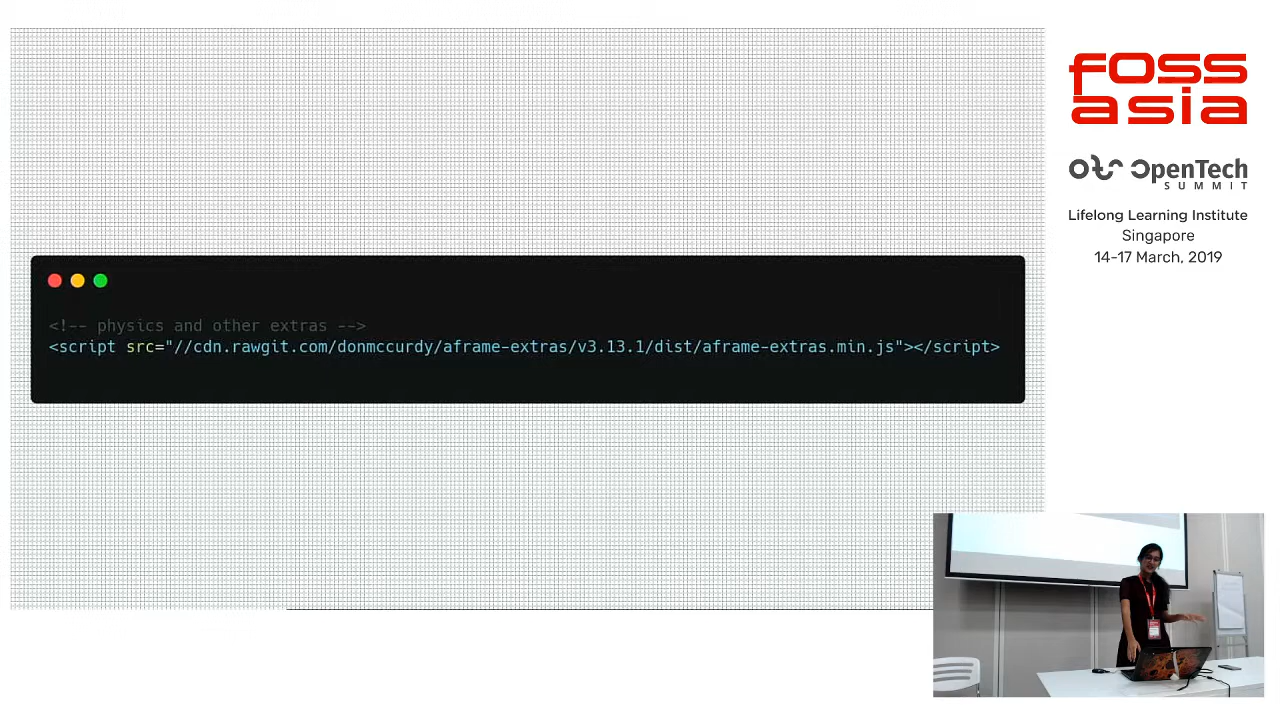 <!-- physics and other extras -->
<script src="//cdn.rawgit.com/donmccurdy/aframe-extras/v3.13.1/dist/aframe-extras.min.js"></script>
foss
asia
OpenTech
SUMMIT
Lifelong Learning Institute
Singapore
14-17 March, 2019